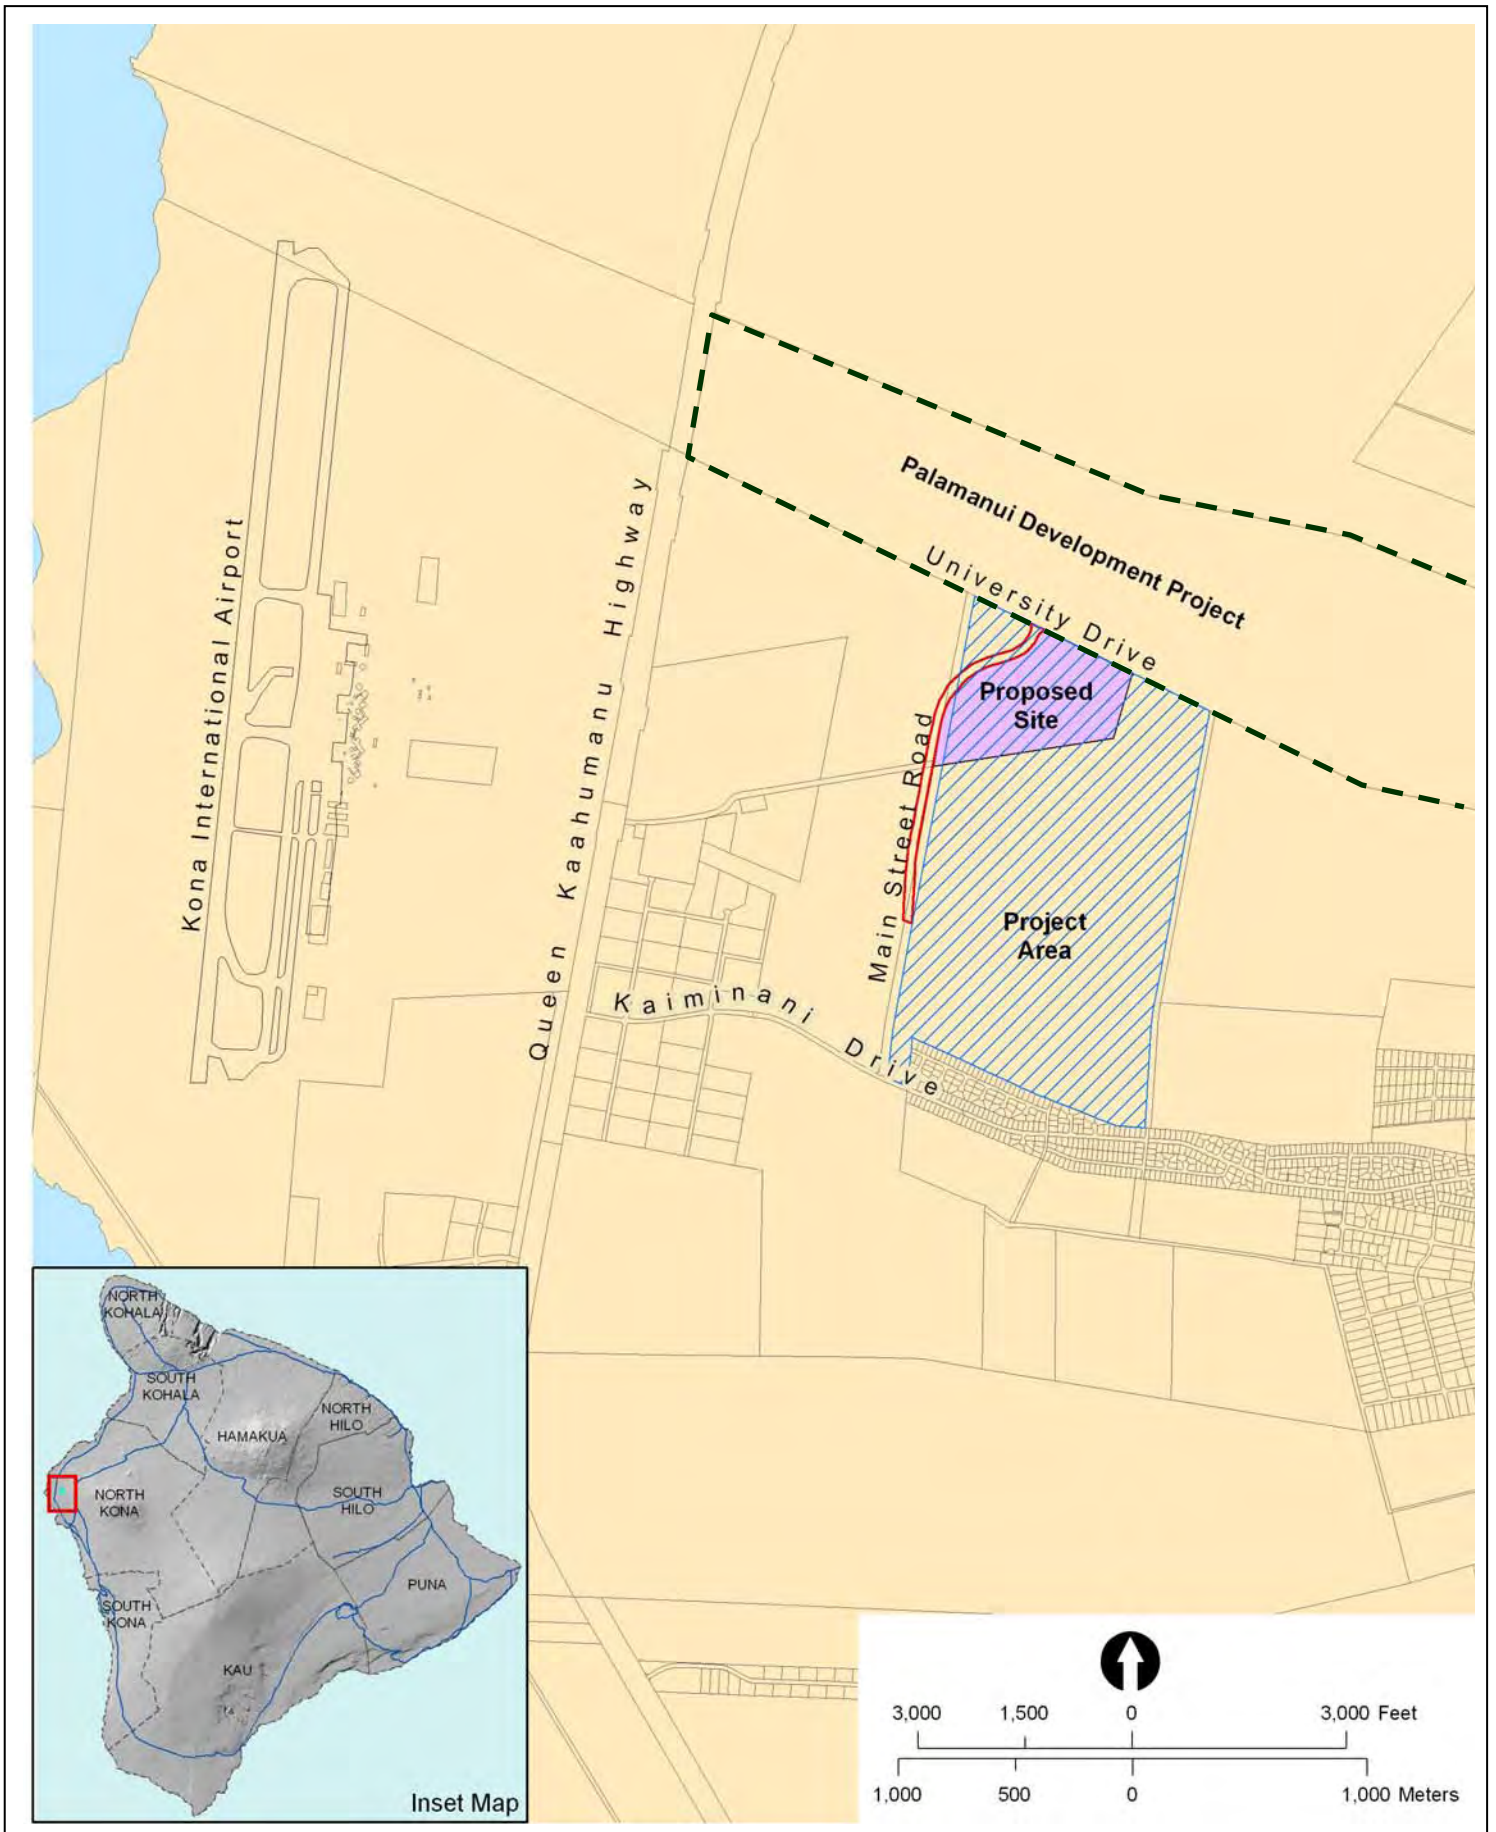 Palamanui Development Project
University Drive
Kona International Airport
Queen Kaahumanu Highway
Proposed
Site
Main Street Road
Project
Area
Kaiminani Drive
NORTH
KOHALA
SOUTH
KOHALA
HAMAKUA
NORTH
HILO
NORTH
KONA
SOUTH
HILO
SOUTH
KONA
PUNA
KAU
Inset Map
3,000 1,500 0 3,000 Feet
1,000 500 0 1,000 Meters